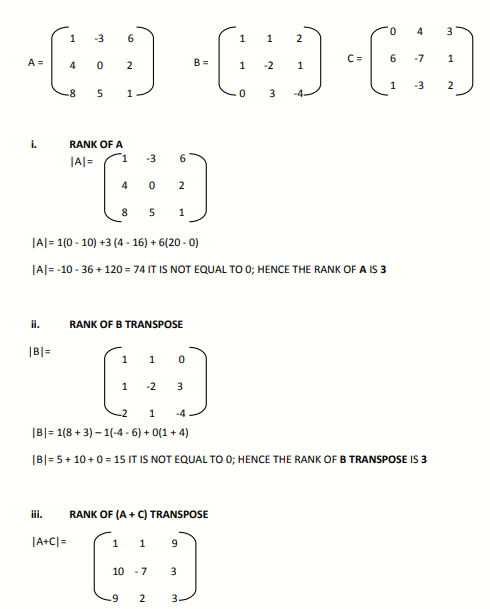 A = 1 -3 6 4 0 2 8 5 1 B = 1 1 2 1 -2 1 0 3 -4 C = 0 4 3 6 -7 1 1 -3 2
i. RANK OF A
|A|= 1 -3 6
4 0 2
8 5 1
|A|= 1(0 - 10) +3 (4 - 16) + 6(20 - 0)
|A|= -10 - 36 + 120 = 74 IT IS NOT EQUAL TO 0; HENCE THE RANK OF A IS 3
ii. RANK OF B TRANSPOSE
|B|=
1 1 0
1 -2 3
2 1 -4
|B|= 1(8 + 3) – 1(-4 - 6) + 0(1 + 4)
|B|= 5 + 10 + 0 = 15 IT IS NOT EQUAL TO 0; HENCE THE RANK OF B TRANSPOSE IS 3
iii. RANK OF (A + C) TRANSPOSE
|A+C|= 1 1 9
10 - 7 3
9 2 3